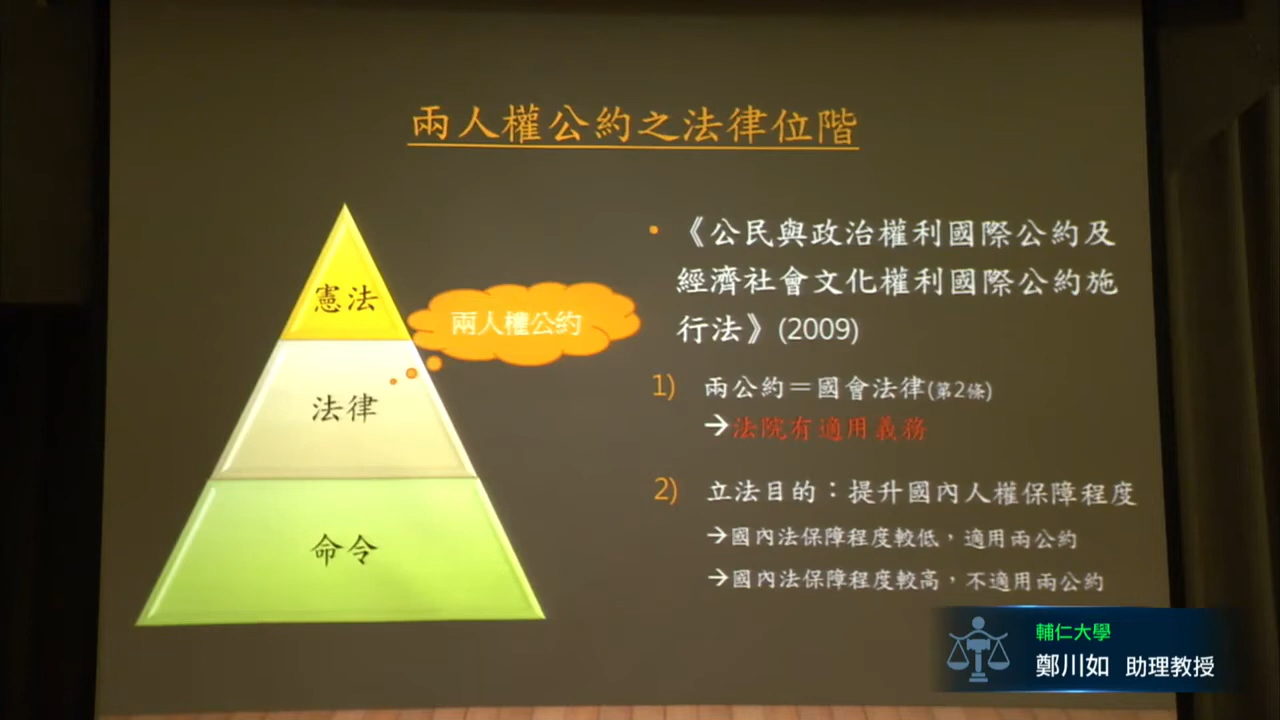 兩人權公約之法律位階
憲法
兩人權公約
法律
命令
• 《公民與政治權利國際公約及
經濟社會文化權利國際公約施
行法》(2009)
1) 兩公約＝國會法律(第2條)
→法院有適用義務
2) 立法目的：提升國內人權保障程度
→國內法保障程度較低，適用兩公約
→國內法保障程度較高，不適用兩公約
輔仁大學
鄭川如 助理教授